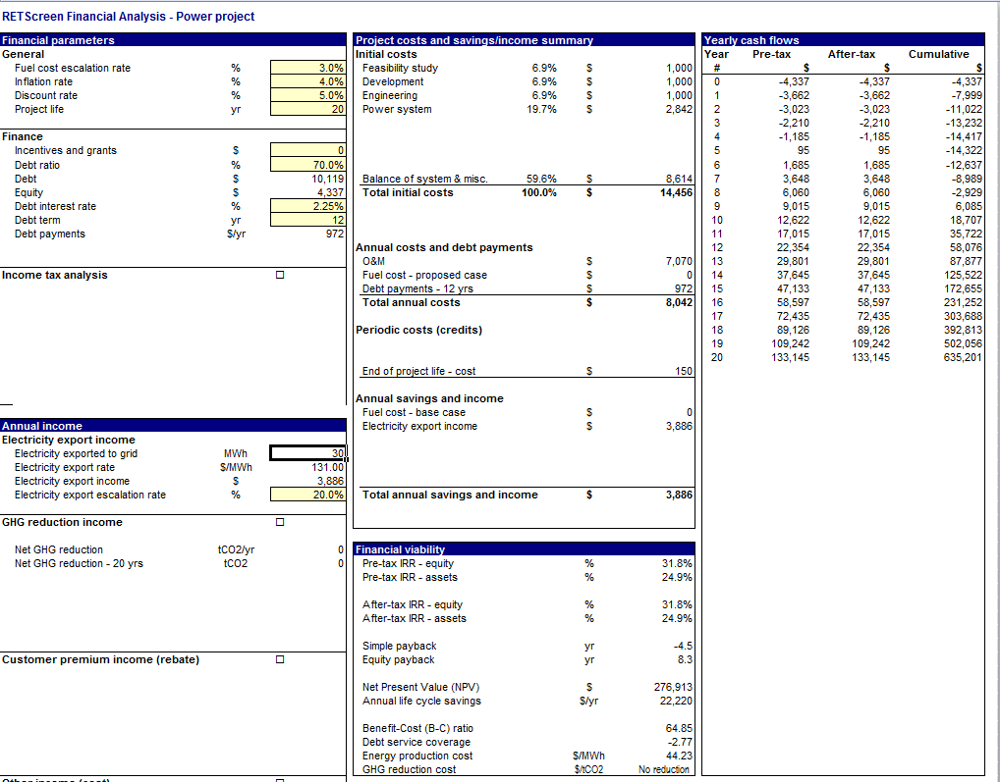 RETScreen Financial Analysis - Power project
Financial parameters
General
Fuel cost escalation rate % 3.0%
Inflation rate % 4.0%
Discount rate % 5.0%
Project life yr 20
Finance
Incentives and grants $ 0
Debt ratio % 70.0%
Debt $ 10,119
Equity $ 4,337
Debt interest rate % 2.25%
Debt term yr 12
Debt payments $/yr 972
Income tax analysis
Annual income
Electricity export income
Electricity exported to grid MWh 30
Electricity export rate $/MWh 131.00
Electricity export income $ 3,886
Electricity export escalation rate % 20.0%
GHG reduction income
Net GHG reduction tCO2/yr 0
Net GHG reduction - 20 yrs tCO2 0
Customer premium income (rebate)
Other income (cost)
Project costs and savings/income summary
Initial costs
Feasibility study 6.9% $ 1,000
Development 6.9% $ 1,000
Engineering 6.9% $ 1,000
Power system 19.7% $ 2,842
Balance of system & misc. 59.6% $ 8,614
Total initial costs 100.0% $ 14,456
Annual costs and debt payments
O&M $ 7,070
Fuel cost - proposed case $ 0
Debt payments - 12 yrs $ 972
Total annual costs $ 8,042
Periodic costs (credits)
End of project life - cost $ 150
Annual savings and income
Fuel cost - base case $ 0
Electricity export income $ 3,886
Total annual savings and income $ 3,886
Financial viability
Pre-tax IRR - equity % 31.8%
Pre-tax IRR - assets % 24.9%
After-tax IRR - equity % 31.8%
After-tax IRR - assets % 24.9%
Simple payback yr -4.5
Equity payback yr 8.3
Net Present Value (NPV) $ 276,913
Annual life cycle savings $/yr 22,220
Benefit-Cost (B-C) ratio 64.85
Debt service coverage -2.77
Energy production cost $/MWh 44.23
GHG reduction cost $/tCO2 No reduction
Yearly cash flows
Year Pre-tax After-tax Cumulative
# $ $ $
0 -4,337 -4,337 -4,337
1 -3,662 -3,662 -7,999
2 -3,023 -3,023 -11,022
3 -2,210 -2,210 -13,232
4 -1,185 -1,185 -14,417
5 95 95 -14,322
6 1,685 1,685 -12,637
7 3,648 3,648 -8,989
8 6,060 6,060 -2,929
9 9,015 9,015 6,085
10 12,622 12,622 18,707
11 17,015 17,015 35,722
12 22,354 22,354 58,076
13 29,801 29,801 87,877
14 37,645 37,645 125,522
15 47,133 47,133 172,655
16 58,597 58,597 231,252
17 72,435 72,435 303,688
18 89,126 89,126 392,813
19 109,242 109,242 502,056
20 133,145 133,145 635,201